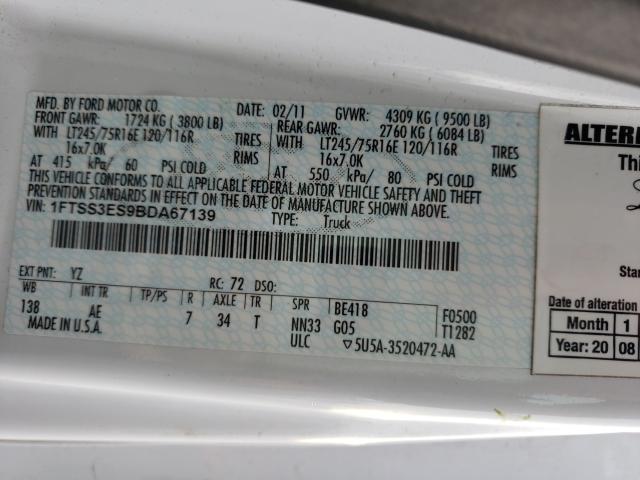 MFD. BY FORD MOTOR CO.
DATE: 02/11 GVWR: 4309 KG ( 9500 LB)
FRONT GAWR: 1724 KG ( 3800 LB) REAR GAWR: 2760 KG ( 6084 LB)
WITH LT245/75R16E 120/116R TIRES WITH LT245/75R16E 120/116R TIRES
16x7.0K RIMS 16x7.0K RIMS
AT 415 kPa/ 60 PSI COLD AT 550 kPa/ 80 PSI COLD
THIS VEHICLE CONFORMS TO ALL APPLICABLE FEDERAL MOTOR VEHICLE SAFETY AND THEFT
PREVENTION STANDARDS IN EFFECT ON THE DATE OF MANUFACTURE SHOWN ABOVE.
VIN: 1FTSS3ES9BDA67139
TYPE: Truck
EXT PNT: YZ RC: 72 DSO:
WB INT TR TP/PS R AXLE TR SPR BE418 F0500
138 AE 7 34 T NN33 G05 T1282
MADE IN U.S.A. ULC ▽5U5A-3520472-AA
ALTER
Thi
Star
Date of alteration
Month 1
Year: 20 08